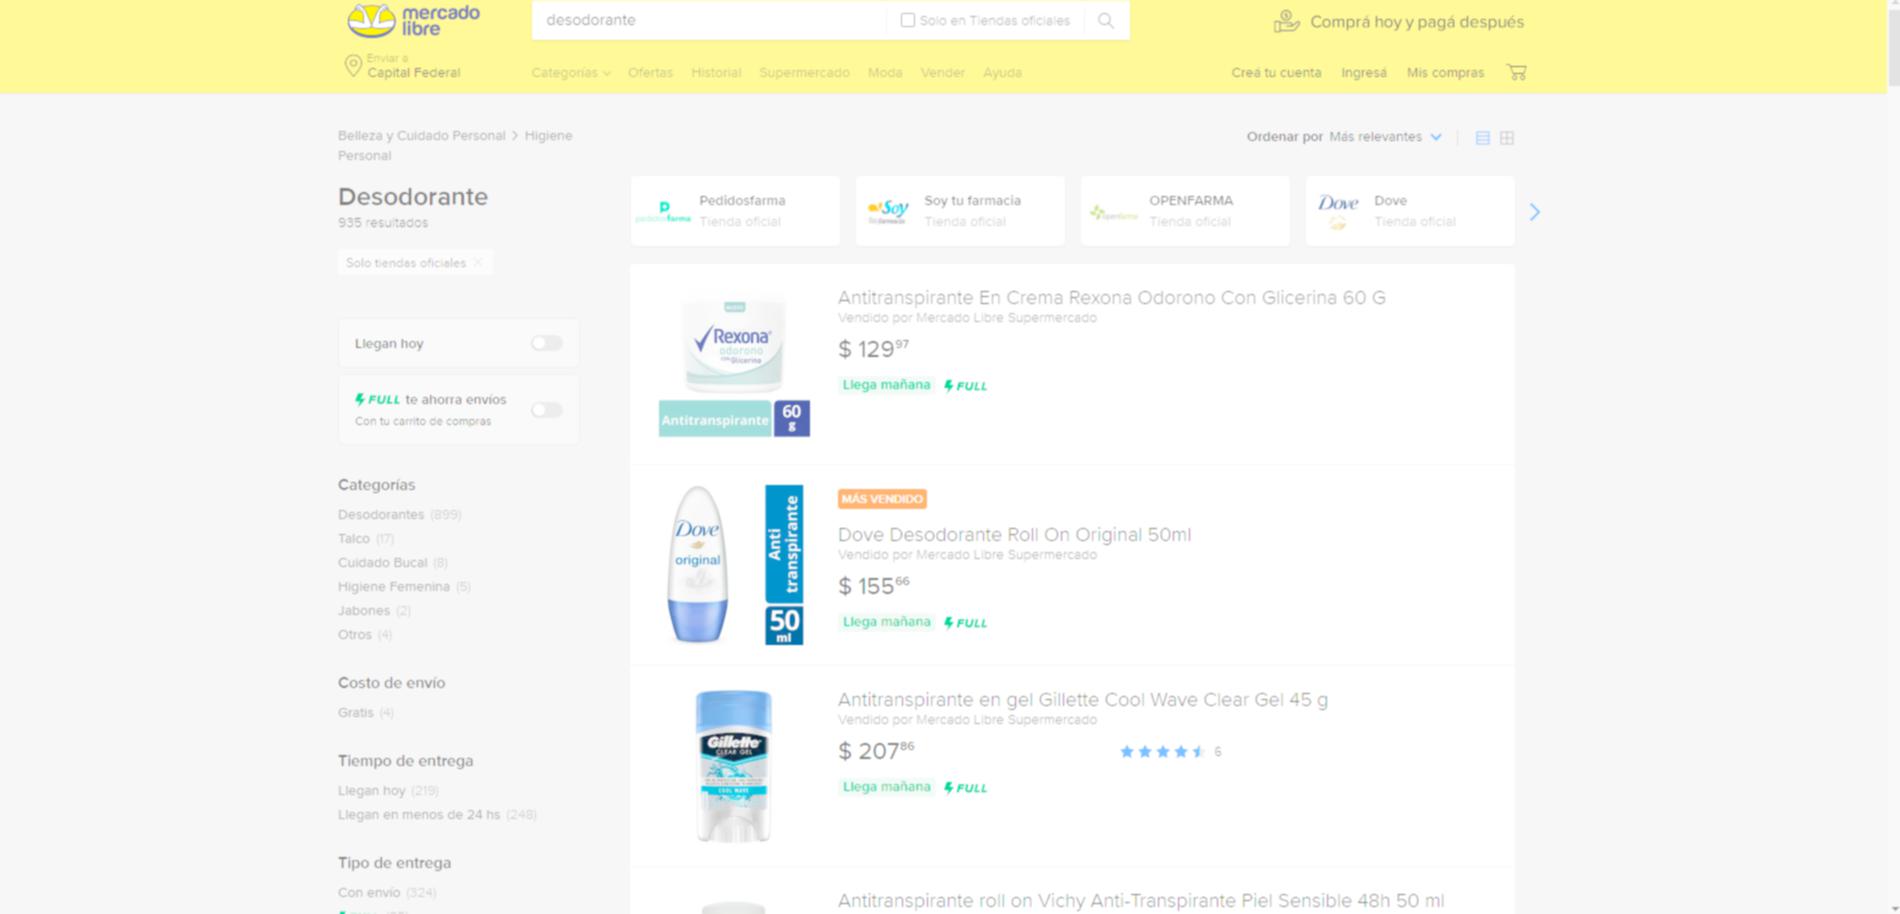 mercado
libre
desodorante
Solo en Tiendas oficiales
Comprá hoy y pagá después
Enviar a
Capital Federal
Categorías
Ofertas
Historial
Supermercado
Moda
Vender
Ayuda
Creá tu cuenta
Ingresá
Mis compras
Belleza y Cuidado Personal > Higiene
Personal
Ordenar por Más relevantes
Desodorante
935 resultados
Solo tiendas oficiales ×
pedidosfarma
Pedidosfarma
Tienda oficial
Soy
Soy tu farmacia
Tienda oficial
openfarma
OPENFARMA
Tienda oficial
Dove
Dove
Tienda oficial
Llegan hoy
FULL te ahorra envíos
Con tu carrito de compras
Categorías
Desodorantes (899)
Talco (17)
Cuidado Bucal (8)
Higiene Femenina (5)
Jabones (2)
Otros (4)
Costo de envío
Gratis (4)
Tiempo de entrega
Llegan hoy (219)
Llegan en menos de 24 hs (248)
Tipo de entrega
Con envío (324)
Rexona
odorono
con Glicerina
Antitranspirante
60
g
Antitranspirante En Crema Rexona Odorono Con Glicerina 60 G
Vendido por Mercado Libre Supermercado
$ 129 97
Llega mañana FULL
Dove
original
Anti
transpirante
50
ml
MÁS VENDIDO
Dove Desodorante Roll On Original 50ml
Vendido por Mercado Libre Supermercado
$ 155 66
Llega mañana FULL
Gillette
CLEAR GEL
COOL WAVE
Antitranspirante en gel Gillette Cool Wave Clear Gel 45 g
Vendido por Mercado Libre Supermercado
$ 207 86
6
Llega mañana FULL
Antitranspirante roll on Vichy Anti-Transpirante Piel Sensible 48h 50 ml